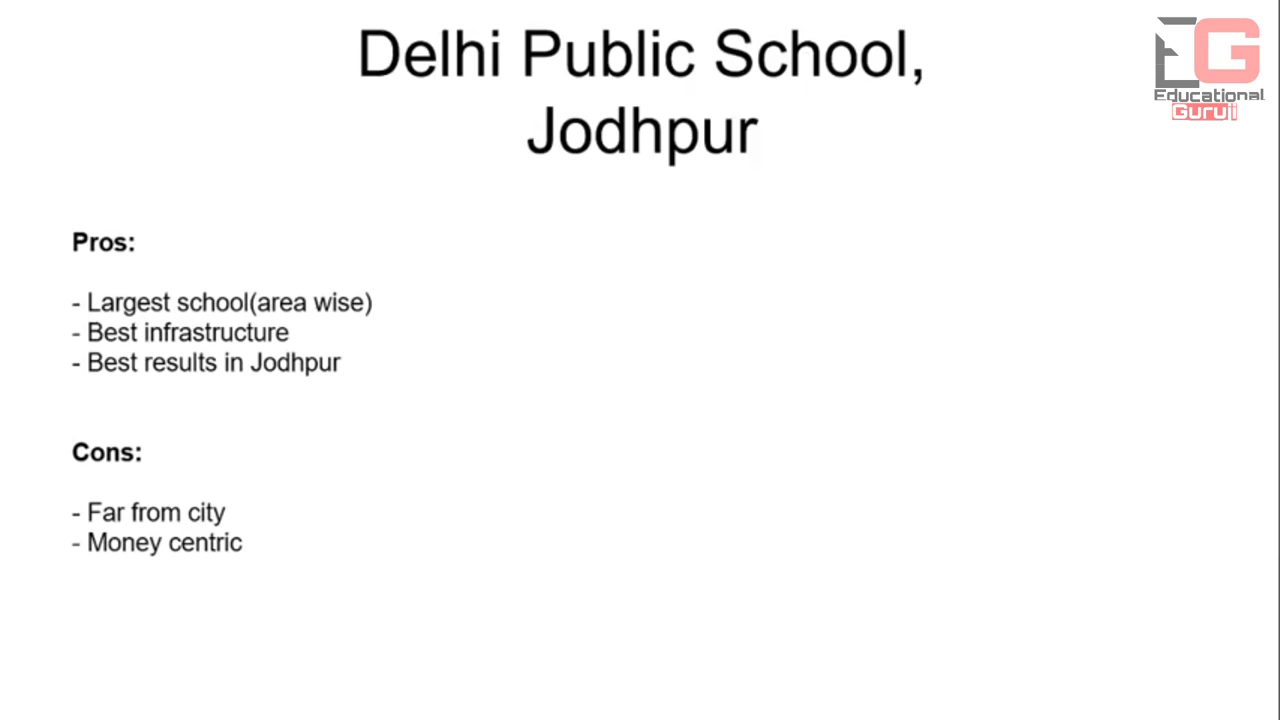 Delhi Public School,
Jodhpur
EG
Educational
Guruji
Pros:
- Largest school(area wise)
- Best infrastructure
- Best results in Jodhpur
Cons:
- Far from city
- Money centric